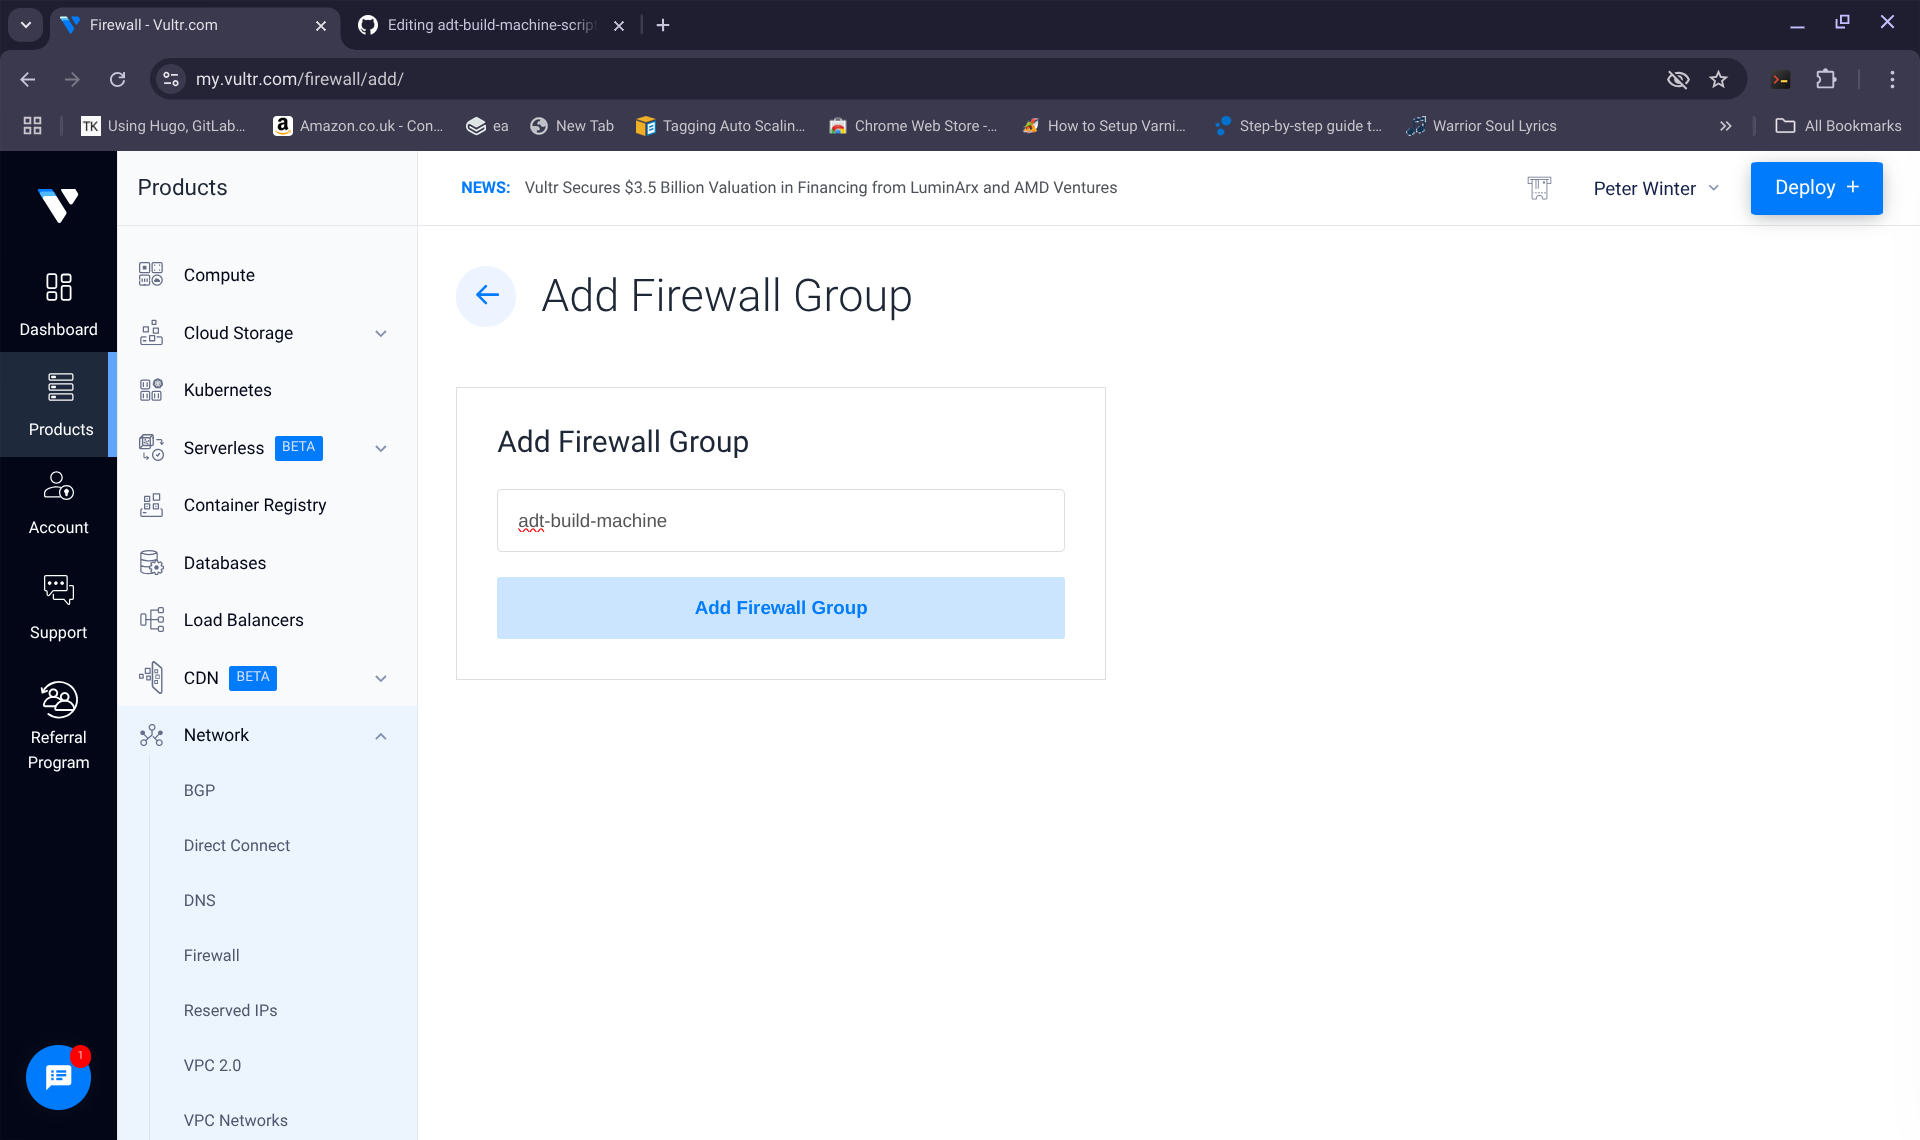 Firewall - Vultr.com
Editing adt-build-machine-scrip
my.vultr.com/firewall/add/
TK Using Hugo, GitLab...
a Amazon.co.uk - Con...
ea
New Tab
Tagging Auto Scalin...
Chrome Web Store -...
How to Setup Varni...
Step-by-step guide t...
Warrior Soul Lyrics
All Bookmarks
Products
NEWS: Vultr Secures $3.5 Billion Valuation in Financing from LuminArx and AMD Ventures
Peter Winter
Deploy +
Dashboard
Products
Account
Support
Referral
Program
1
Compute
Cloud Storage
Kubernetes
Serverless BETA
Container Registry
Databases
Load Balancers
CDN BETA
Network
BGP
Direct Connect
DNS
Firewall
Reserved IPs
VPC 2.0
VPC Networks
Add Firewall Group
Add Firewall Group
adt-build-machine
Add Firewall Group